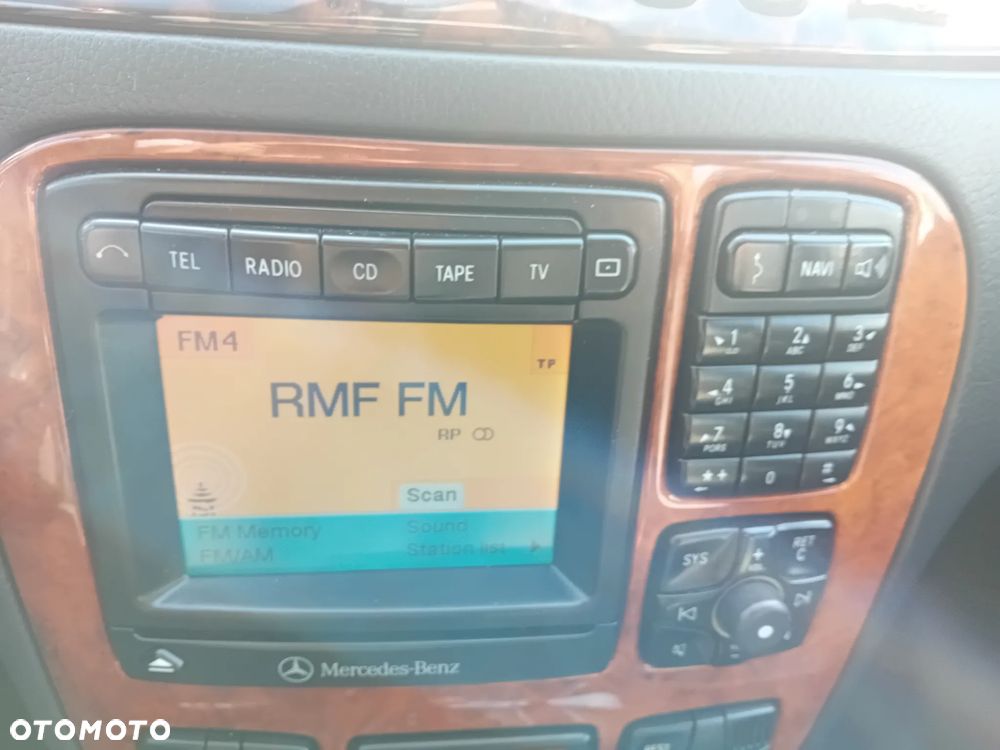 TEL RADIO CD TAPE TV
NAVI
FM4
TP
RMF FM
RP
Scan
FM Memory Sound
FM/AM Station list
1
2 ABC
3 DEF
4 GHI
5 JKL
6 MNO
7 PQRS
8 TUV
9 WXYZ
* +
0
#
SYS
+
RET
C
Mercedes-Benz
OTOMOTO